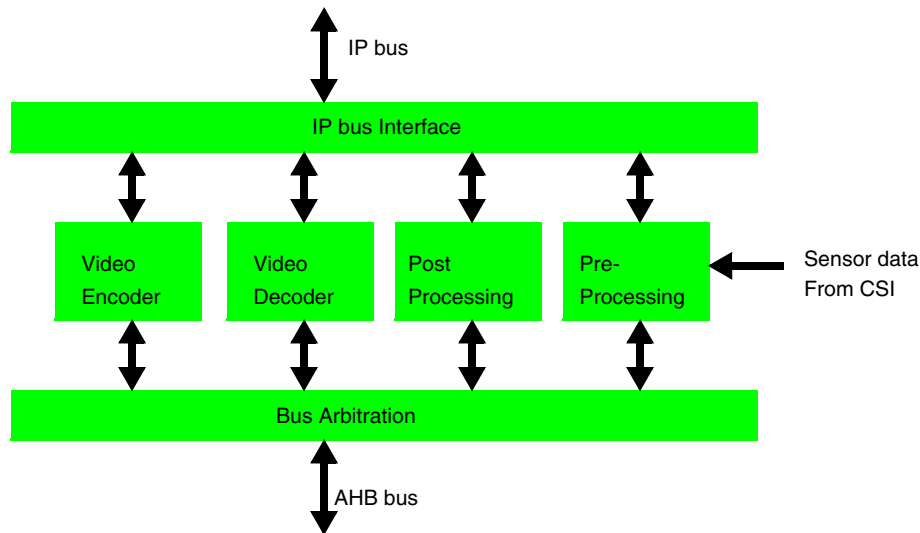 IP bus
IP bus Interface
Video
Encoder
Video
Decoder
Post
Processing
Pre-
Processing
Sensor data
From CSI
Bus Arbitration
AHB bus